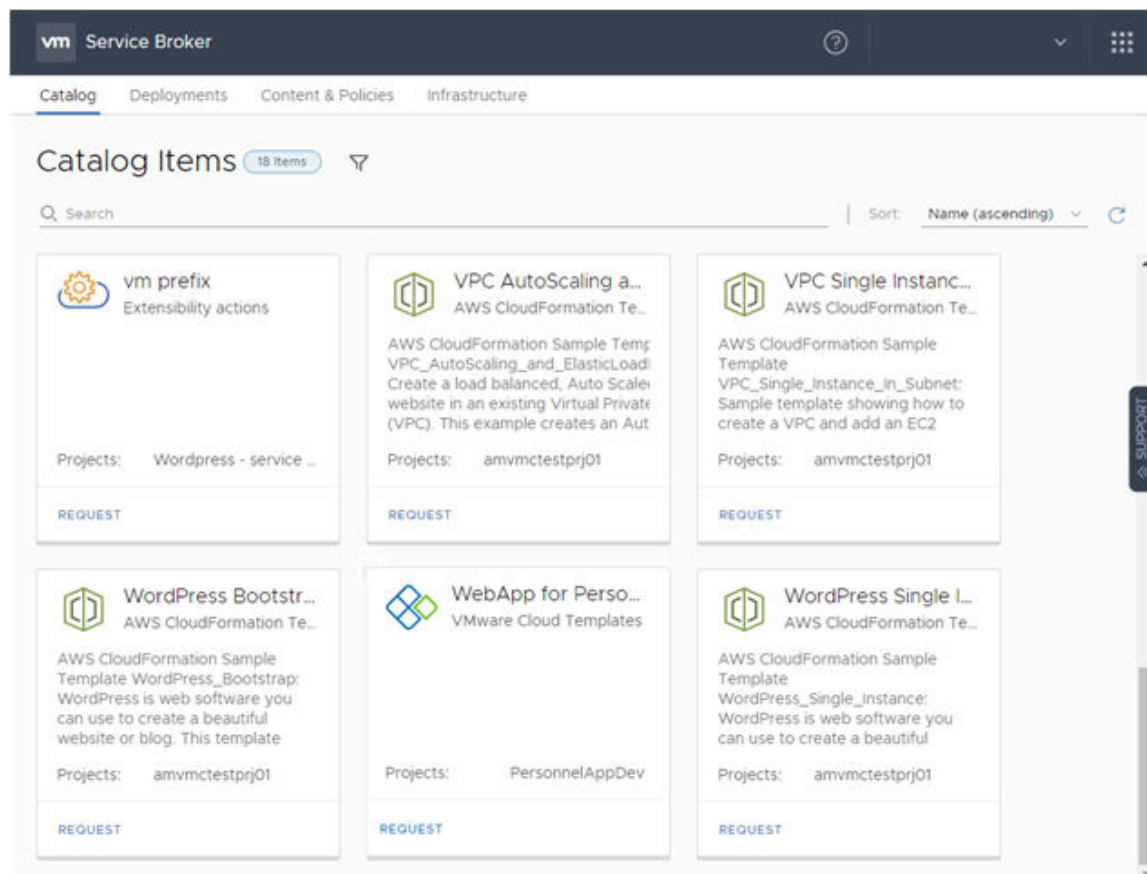 vm Service Broker
Catalog Deployments Content & Policies Infrastructure
Catalog Items 18 Items
Search Sort: Name (ascending)
vm prefix
Extensibility actions
Projects: Wordpress - service ...
REQUEST
VPC AutoScaling a...
AWS CloudFormation Te...
AWS CloudFormation Sample Temp
VPC_AutoScaling_and_ElasticLoad
Create a load balanced, Auto Scale
website in an existing Virtual Private
(VPC). This example creates an Aut
Projects: amvmctestprj01
REQUEST
VPC Single Instanc...
AWS CloudFormation Te...
AWS CloudFormation Sample
Template
VPC_Single_Instance_In_Subnet:
Sample template showing how to
create a VPC and add an EC2
Projects: amvmctestprj01
REQUEST
SUPPORT
WordPress Bootstr...
AWS CloudFormation Te...
AWS CloudFormation Sample
Template WordPress_Bootstrap:
WordPress is web software you
can use to create a beautiful
website or blog. This template
Projects: amvmctestprj01
REQUEST
WebApp for Perso...
VMware Cloud Templates
Projects: PersonnelAppDev
REQUEST
WordPress Single I...
AWS CloudFormation Te...
AWS CloudFormation Sample
Template
WordPress_Single_Instance:
WordPress is web software you
can use to create a beautiful
Projects: amvmctestprj01
REQUEST